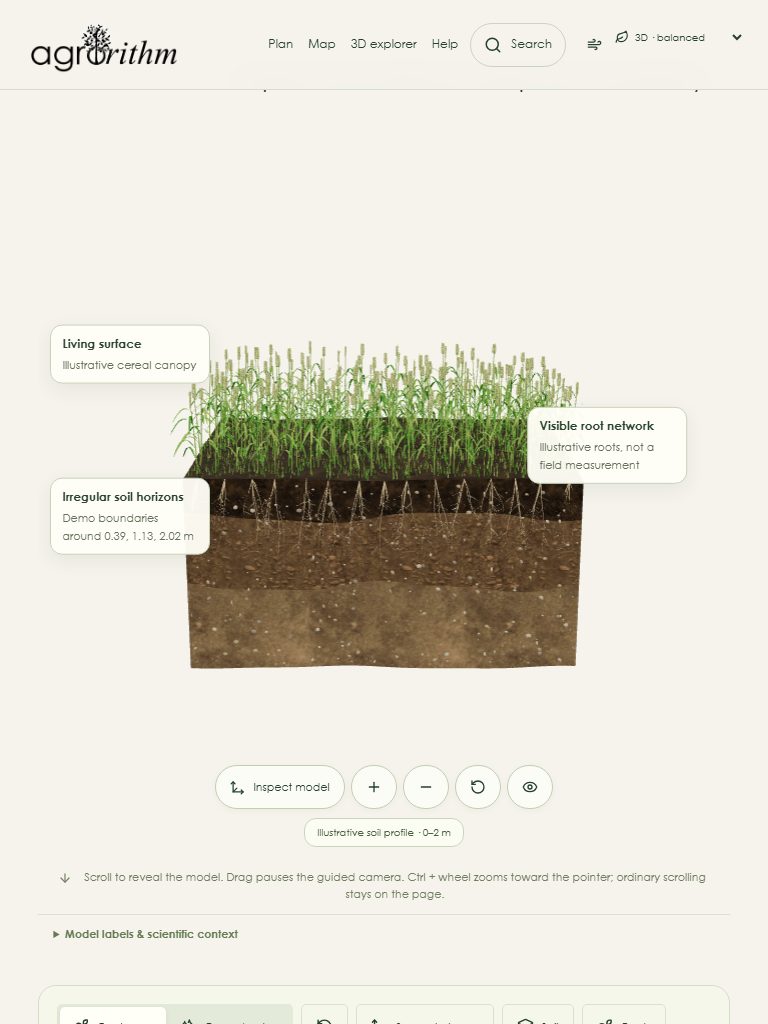 agrorithm
Plan Map 3D explorer Help Search 3D · balanced
Living surface
Illustrative cereal canopy
Visible root network
Illustrative roots, not a
field measurement
Irregular soil horizons
Demo boundaries
around 0.39, 1.13, 2.02 m
Inspect model
Illustrative soil profile · 0–2 m
Scroll to reveal the model. Drag pauses the guided camera. Ctrl + wheel zooms toward the pointer; ordinary scrolling
stays on the page.
Model labels & scientific context